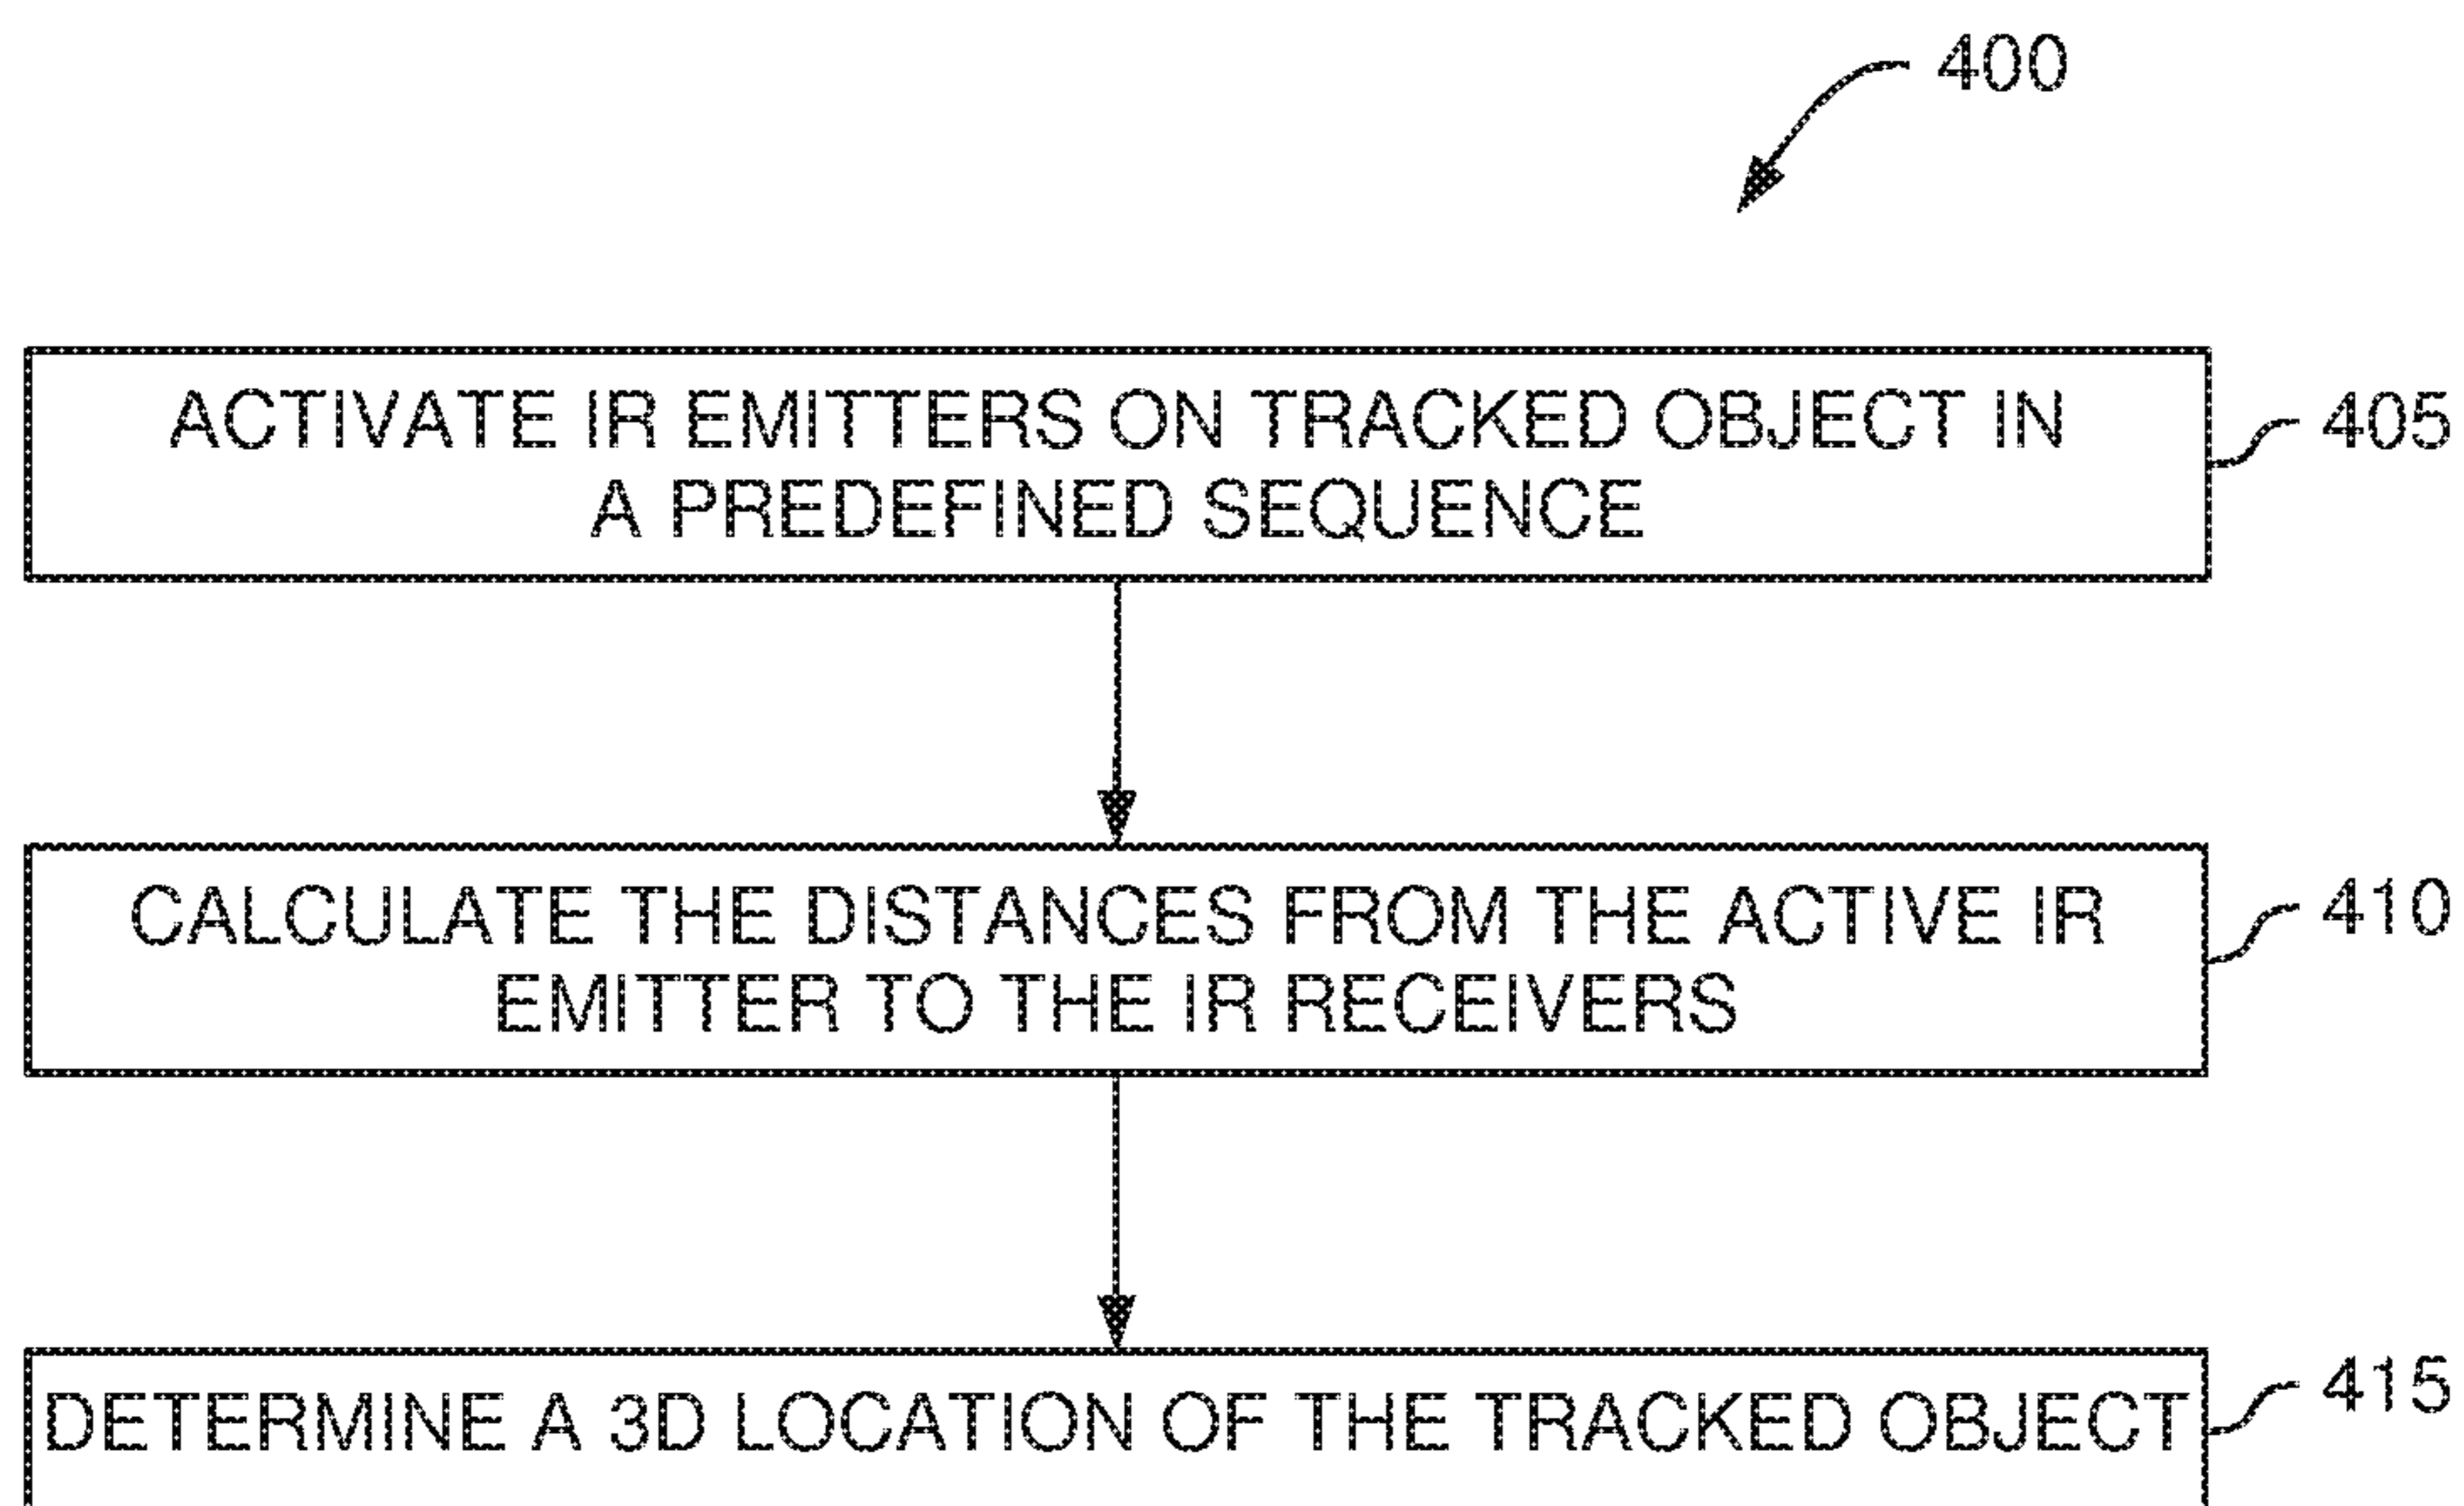 400
ACTIVATE IR EMITTERS ON TRACKED OBJECT IN
A PREDEFINED SEQUENCE
405
CALCULATE THE DISTANCES FROM THE ACTIVE IR
EMITTER TO THE IR RECEIVERS
410
DETERMINE A 3D LOCATION OF THE TRACKED OBJECT
415